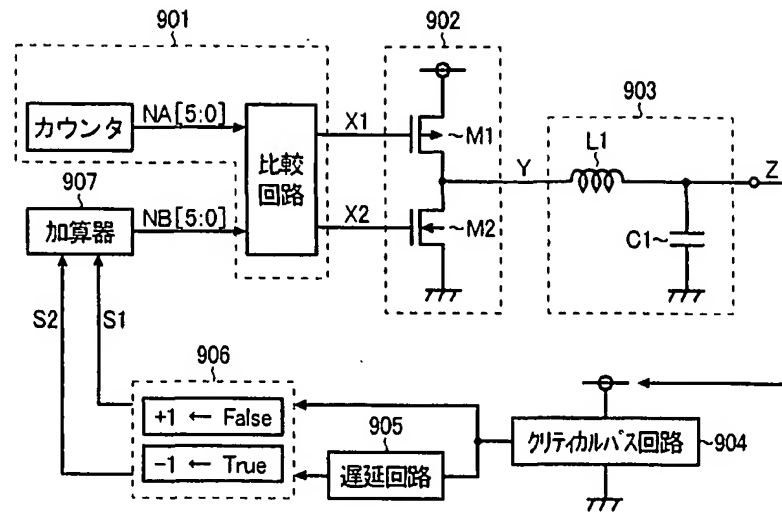 901
902
903
カウンタ
NA[5:0]
比較
回路
X1
M1
L1
Y
Z
907
加算器
NB[5:0]
X2
M2
C1
S2
S1
906
+1 ← False
-1 ← True
905
遅延回路
クリティカルパス回路
904